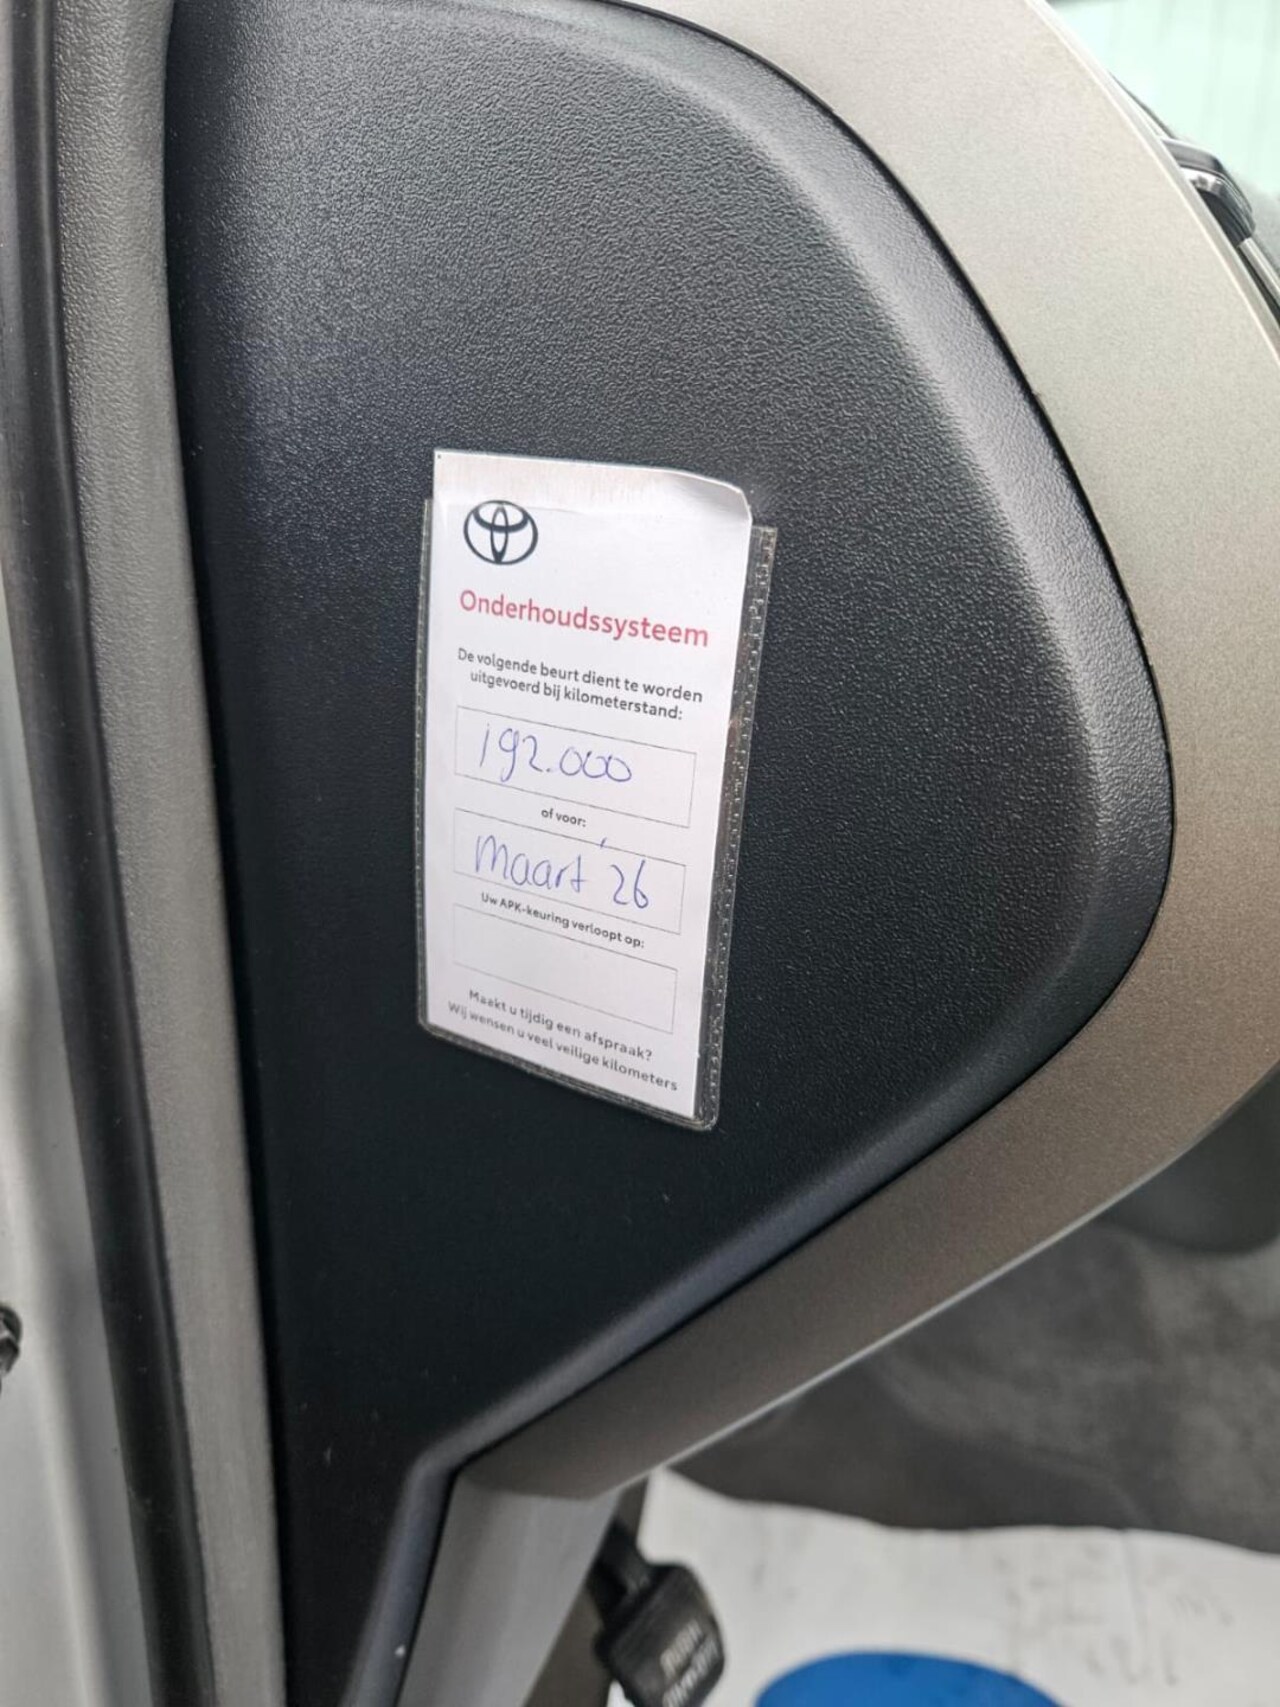 Onderhoudssysteem
De volgende beurt dient te worden
uitgevoerd bij kilometerstand:
192.000
of voor:
maart '26
Uw APK-keuring verloopt op:
Maakt u tijdig een afspraak?
Wij wensen u veel veilige kilometers
HOOD